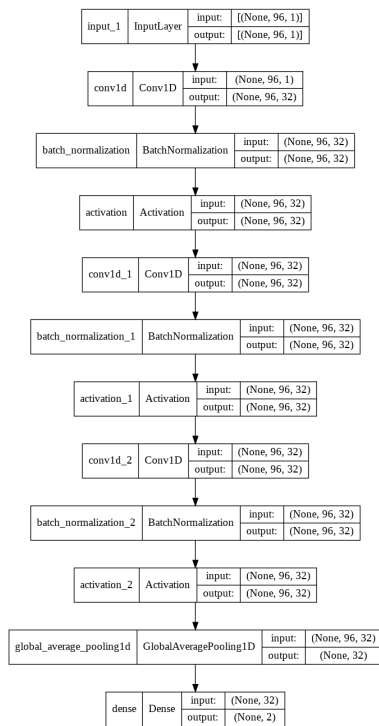 input_1 InputLayer input: [(None, 96, 1)]
output: [(None, 96, 1)]
conv1d Conv1D input: (None, 96, 1)
output: (None, 96, 32)
batch_normalization BatchNormalization input: (None, 96, 32)
output: (None, 96, 32)
activation Activation input: (None, 96, 32)
output: (None, 96, 32)
conv1d_1 Conv1D input: (None, 96, 32)
output: (None, 96, 32)
batch_normalization_1 BatchNormalization input: (None, 96, 32)
output: (None, 96, 32)
activation_1 Activation input: (None, 96, 32)
output: (None, 96, 32)
conv1d_2 Conv1D input: (None, 96, 32)
output: (None, 96, 32)
batch_normalization_2 BatchNormalization input: (None, 96, 32)
output: (None, 96, 32)
activation_2 Activation input: (None, 96, 32)
output: (None, 96, 32)
global_average_pooling1d GlobalAveragePooling1D input: (None, 96, 32)
output: (None, 32)
dense Dense input: (None, 32)
output: (None, 2)